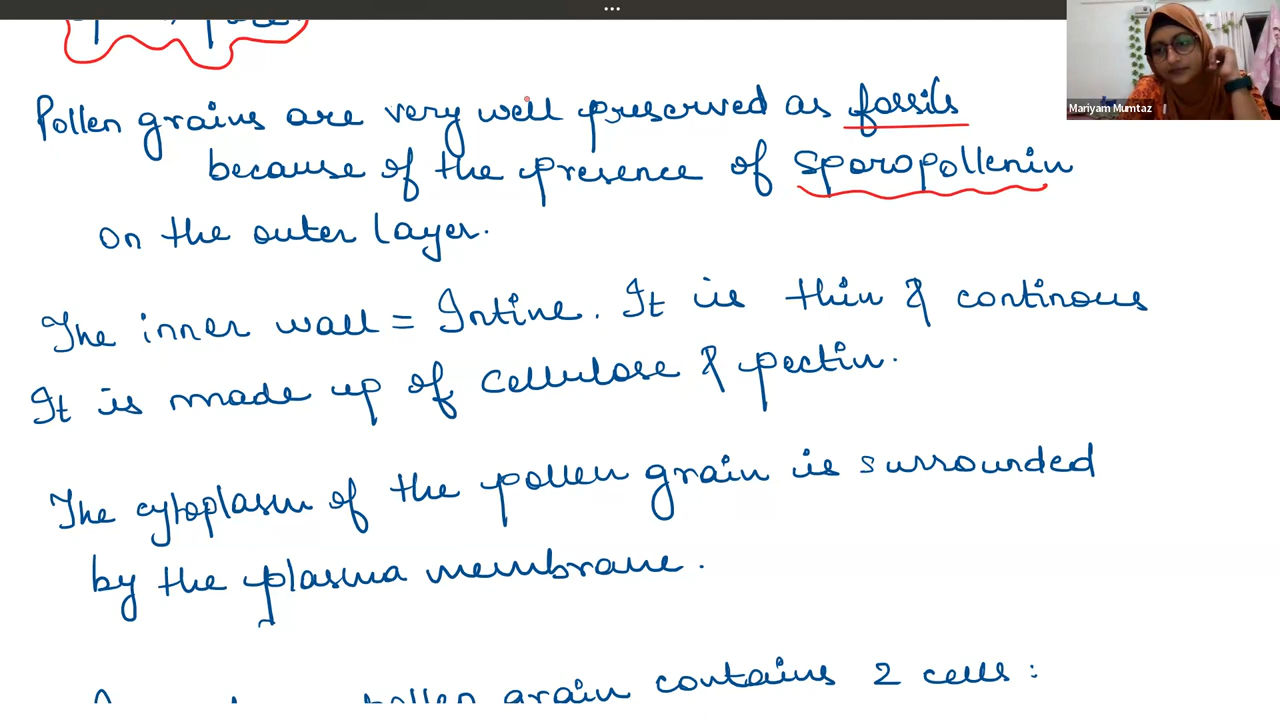 ...
Mariyam Mumtaz
Pollen grains are very well preserved as fossils
because of the presence of sporopollenin
on the outer layer.
The inner wall = Intine. It is thin & continous
It is made up of cellulose & pectin.
The cytoplasm of the pollen grain is surrounded
by the plasma membrane.
pollen grain contains 2 cells :